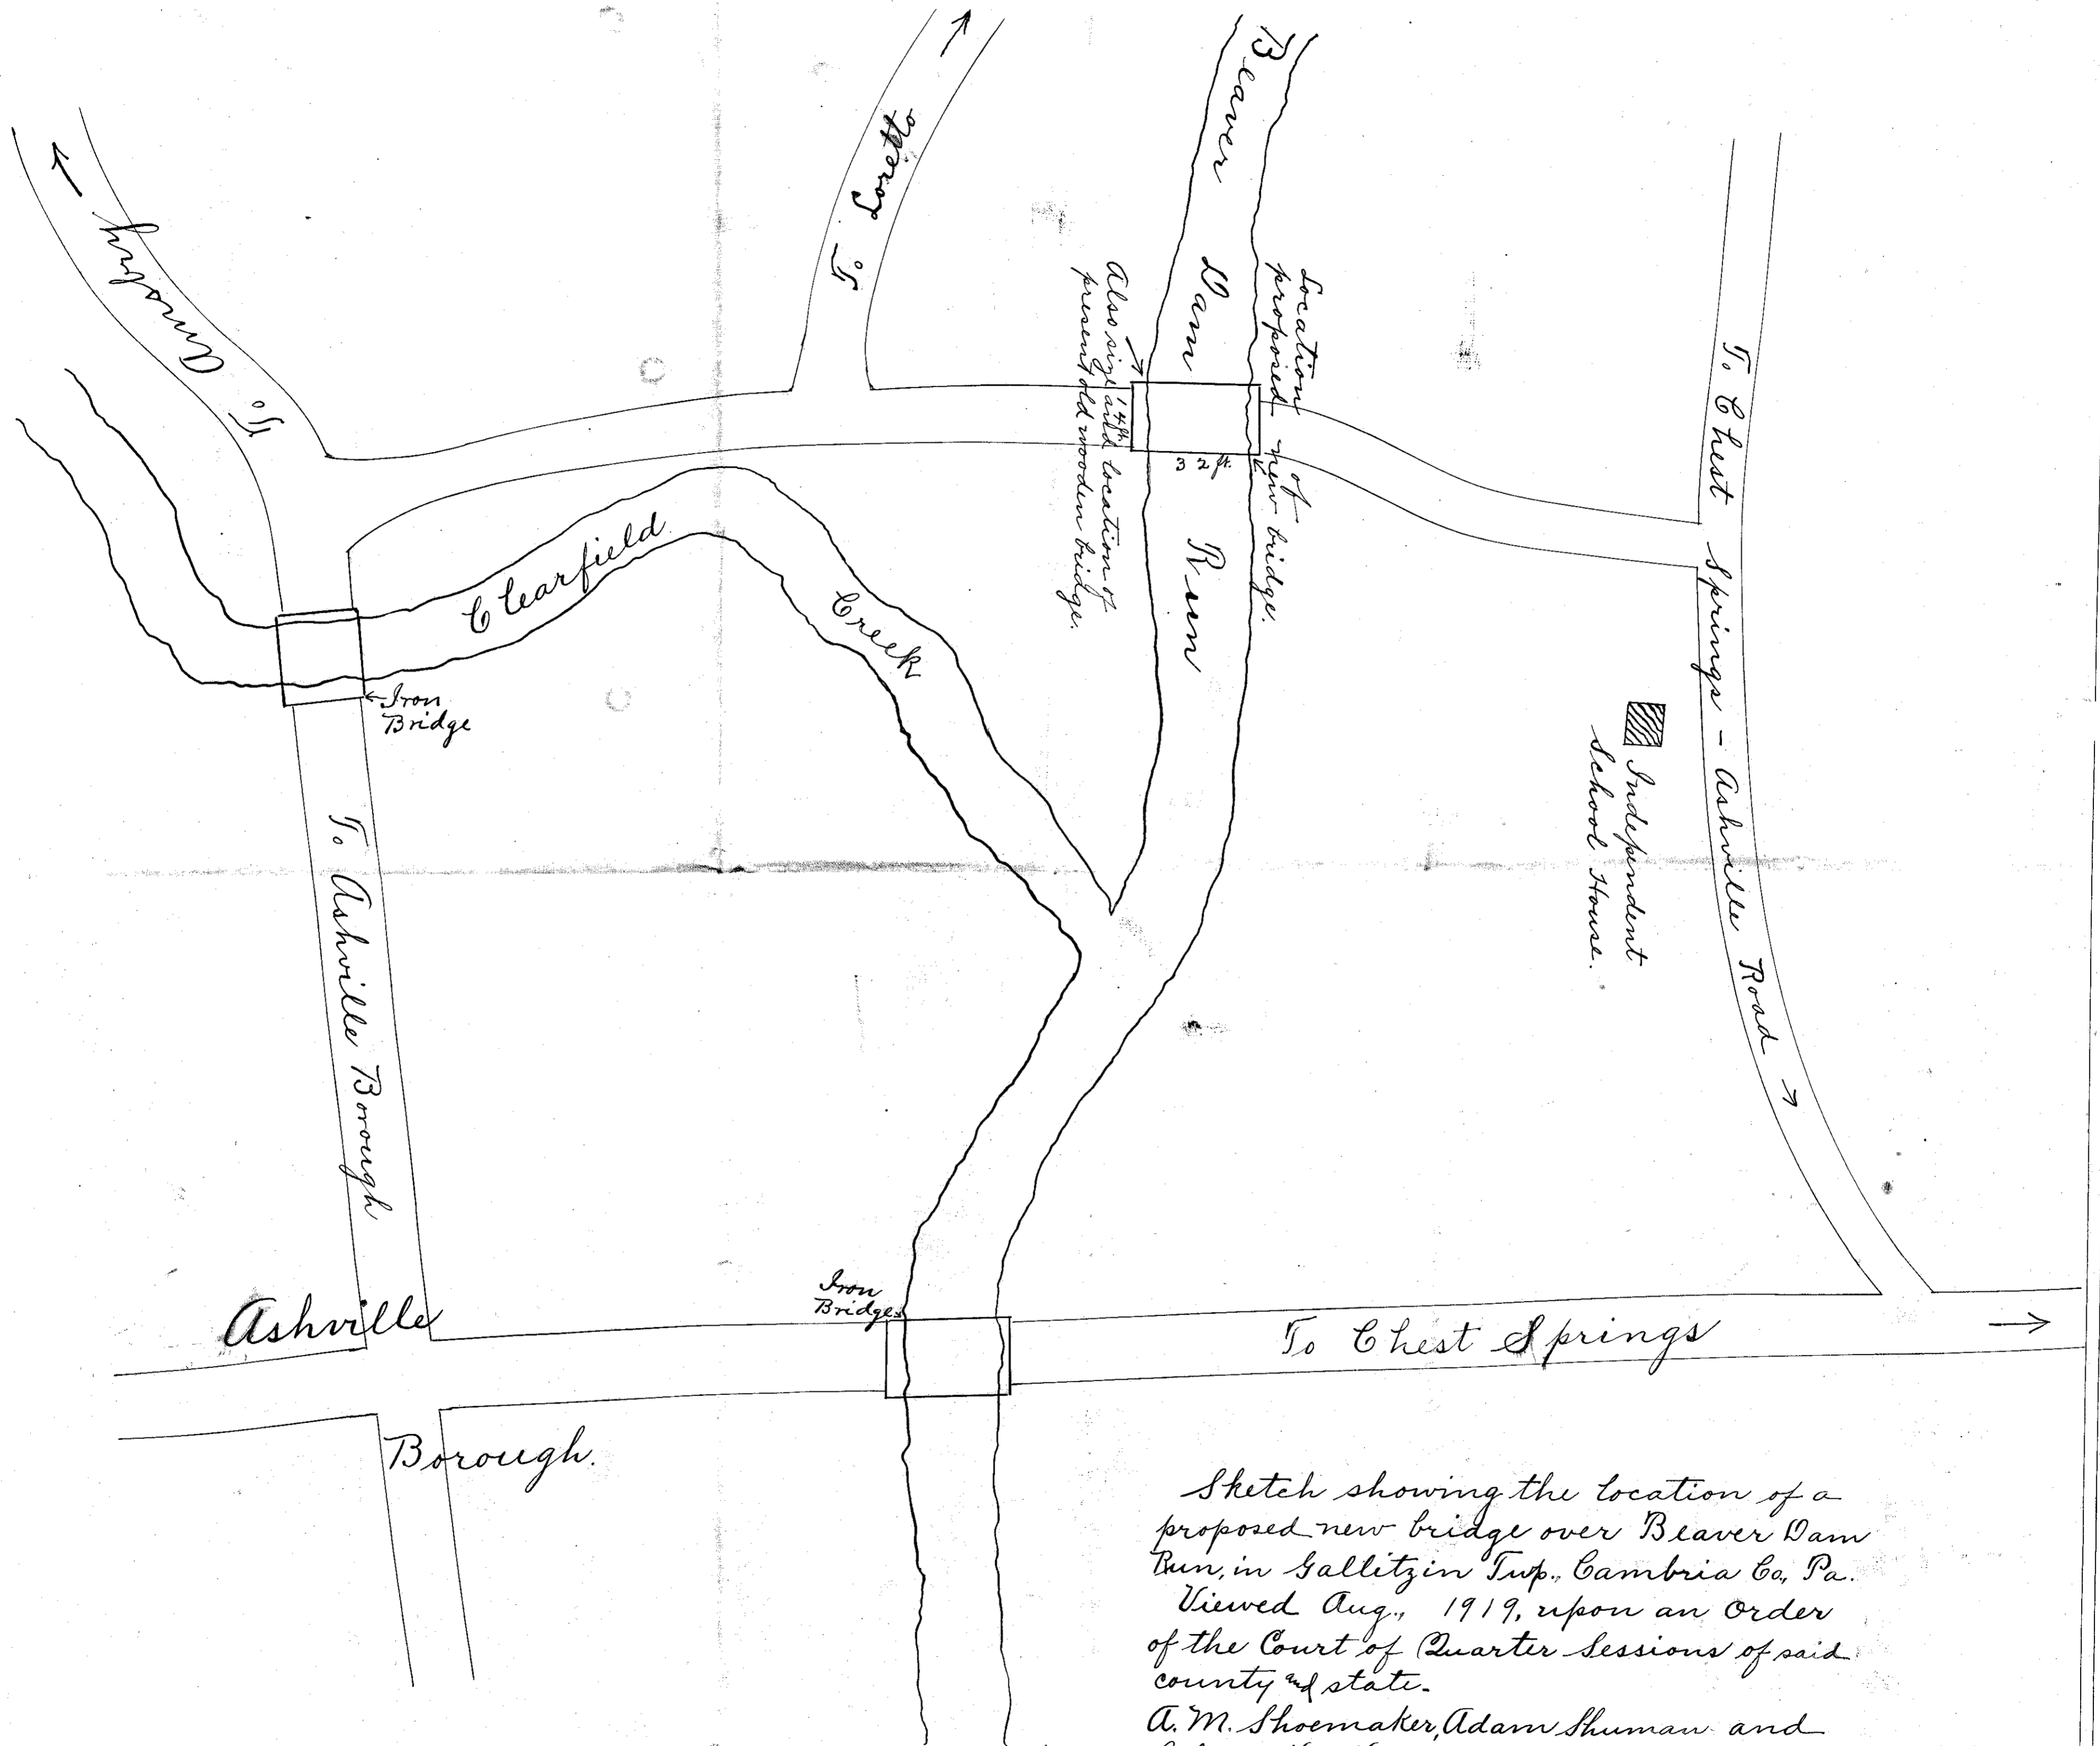 Beaver Dam Run
To Loretto
To Amsbry
Location of
proposed new bridge.
Also size and location of
present old wooden bridge.
14 ft.
32 ft.
To Chest Springs - Ashville Road
Clearfield Creek
Iron
Bridge
Independent
School House.
To Ashville Borough
Iron
Bridge
Ashville
To Chest Springs
Borough.
Sketch showing the location of a
proposed new bridge over Beaver Dam
Run, in Gallitzin Twp., Cambria Co., Pa.
Viewed Aug., 1919, upon an Order
of the Court of Quarter Sessions of said
county and state.
A. M. Shoemaker, Adam Shuman and